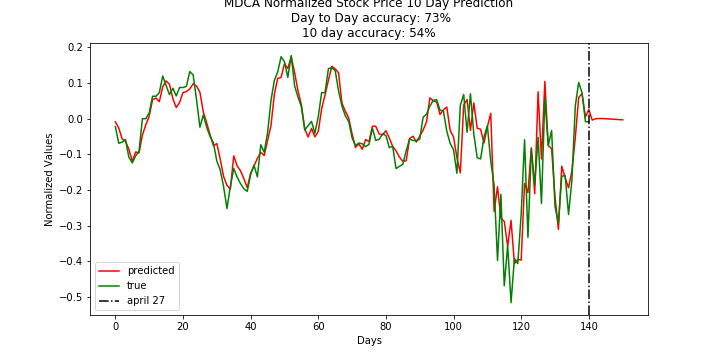 MDCA Normalized Stock Price 10 Day Prediction
Day to Day accuracy: 73%
10 day accuracy: 54%
Normalized Values
0.2
0.1
0.0
−0.1
−0.2
−0.3
−0.4
−0.5
predicted
true
april 27
0
20
40
60
80
100
120
140
Days